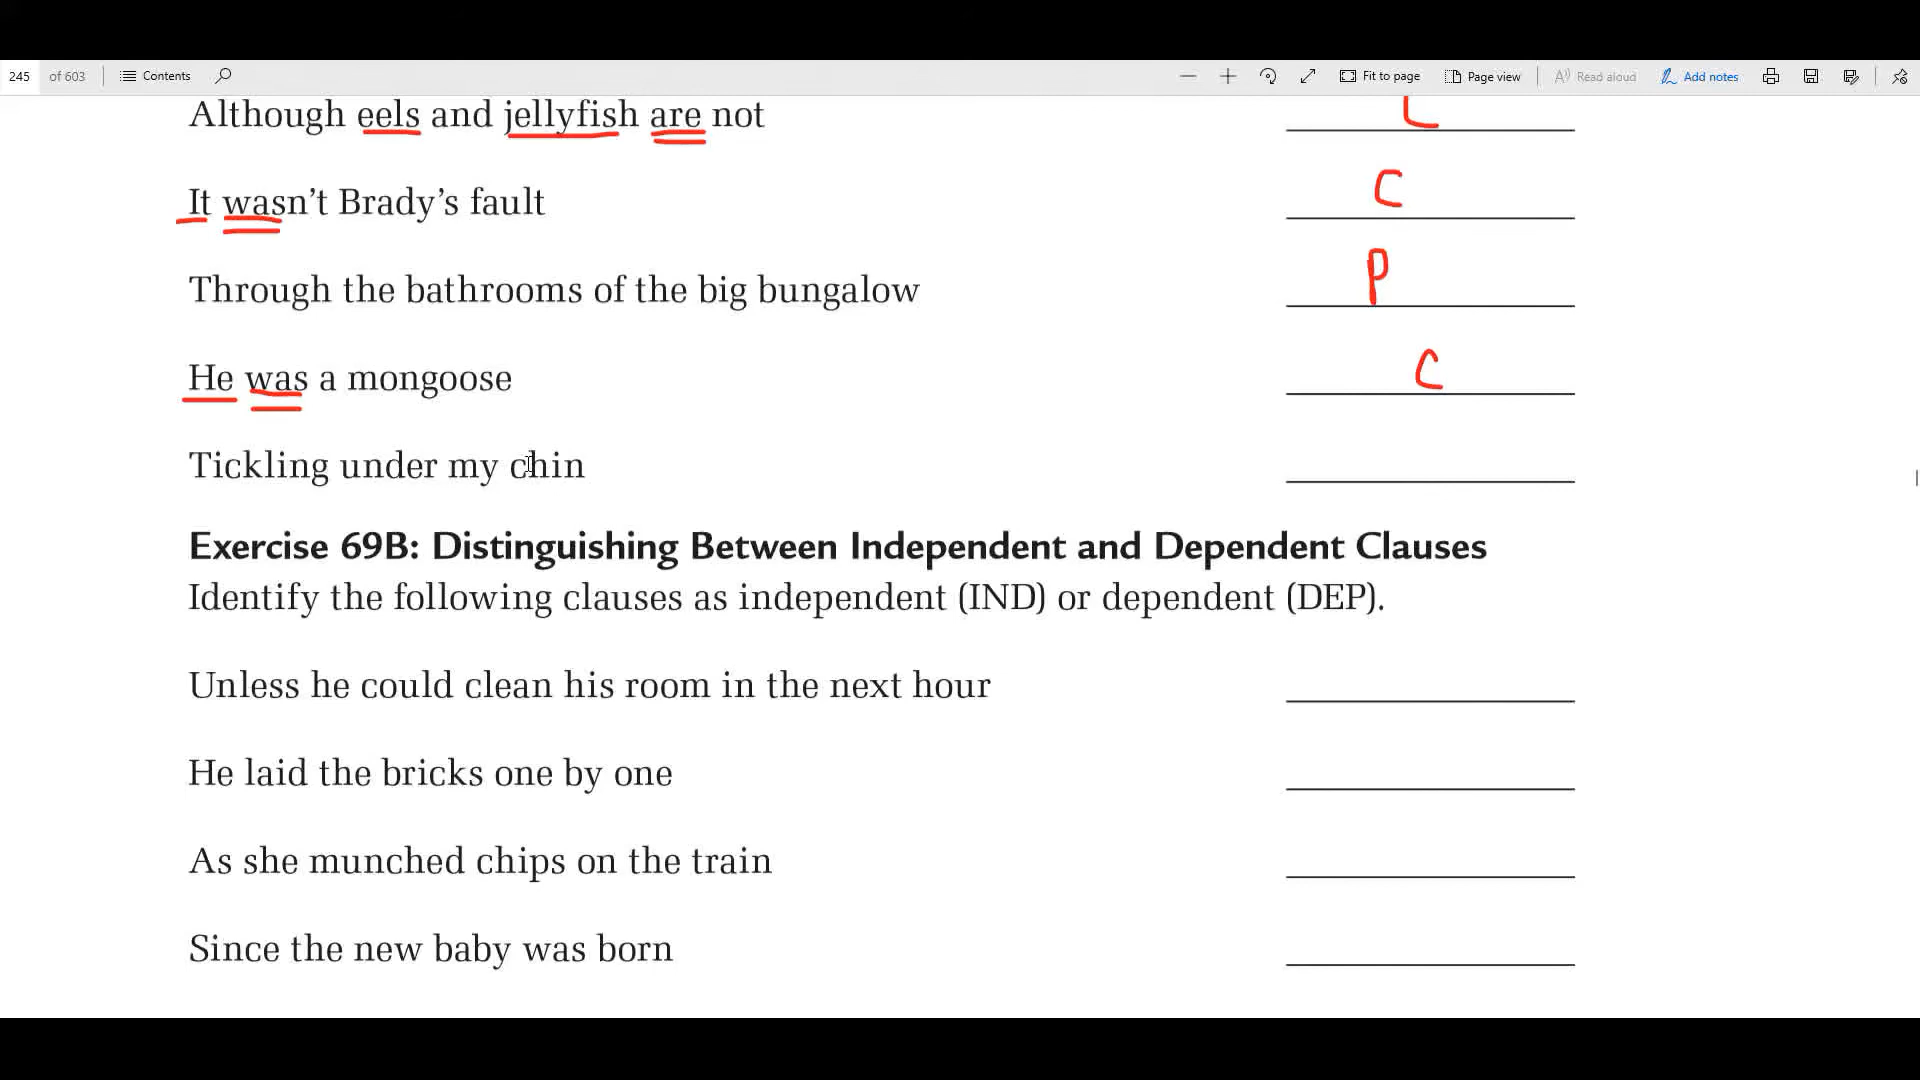 245 of 603 Contents Fit to page Page view Read aloud Add notes
Although eels and jellyfish are not C
It wasn't Brady's fault C
Through the bathrooms of the big bungalow P
He was a mongoose C
Tickling under my chin
Exercise 69B: Distinguishing Between Independent and Dependent Clauses
Identify the following clauses as independent (IND) or dependent (DEP).
Unless he could clean his room in the next hour
He laid the bricks one by one
As she munched chips on the train
Since the new baby was born